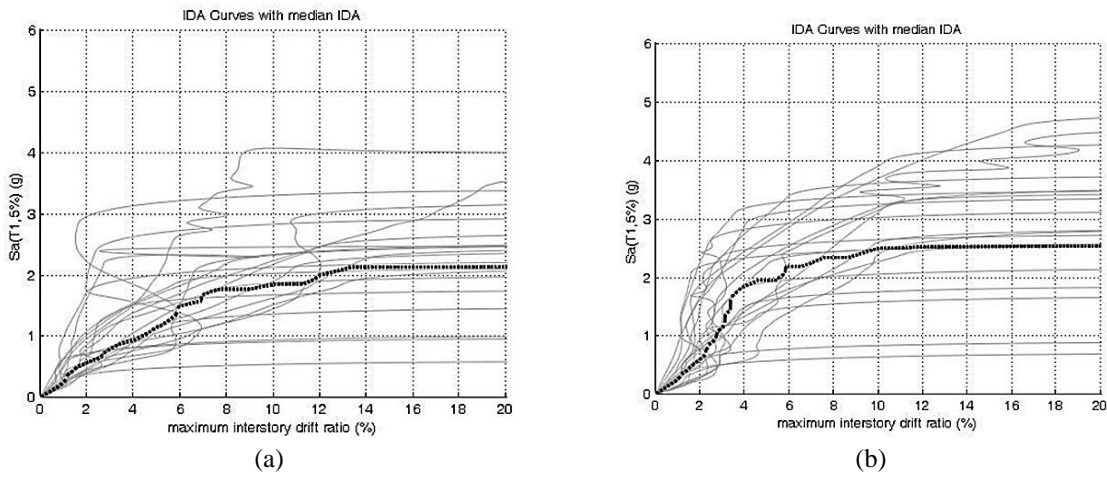 IDA Curves with median IDA
6
5
4
3
2
1
0
Sa(T1,5%) (g)
0 2 4 6 8 10 12 14 16 18 20
maximum interstory drift ratio (%)
(a)
IDA Curves with median IDA
6
5
4
3
2
1
0
Sa(T1,5%) (g)
0 2 4 6 8 10 12 14 16 18 20
maximum interstory drift ratio (%)
(b)